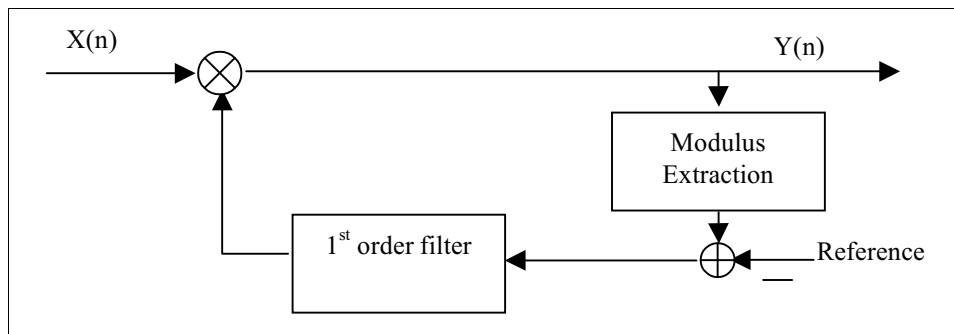 X(n)
Y(n)
Modulus
Extraction
1st order filter
Reference